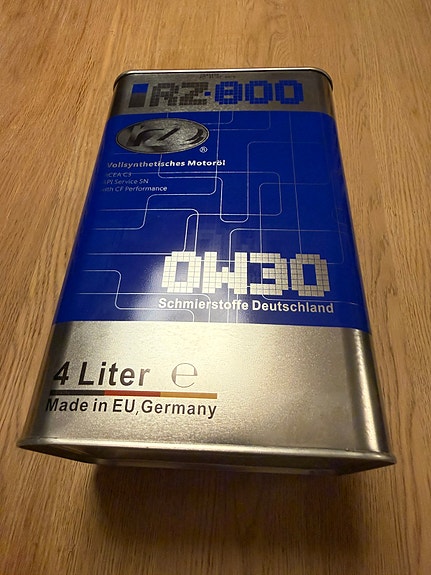 RZ-800
RZ
®
Vollsynthetisches Motoröl
ACEA C3
API Service SN
with CF Performance
0W30
Schmierstoffe Deutschland
4 Liter ℮
Made in EU,Germany